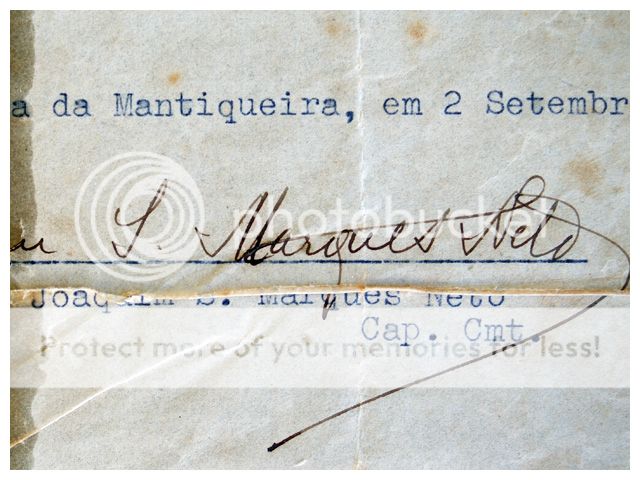 a da Mantiqueira, em 2 Setembr
photobucket
S. Marques Neto
Joaquim S. Marques Neto
Cap. Cmt.
Protect more of your memories for less!